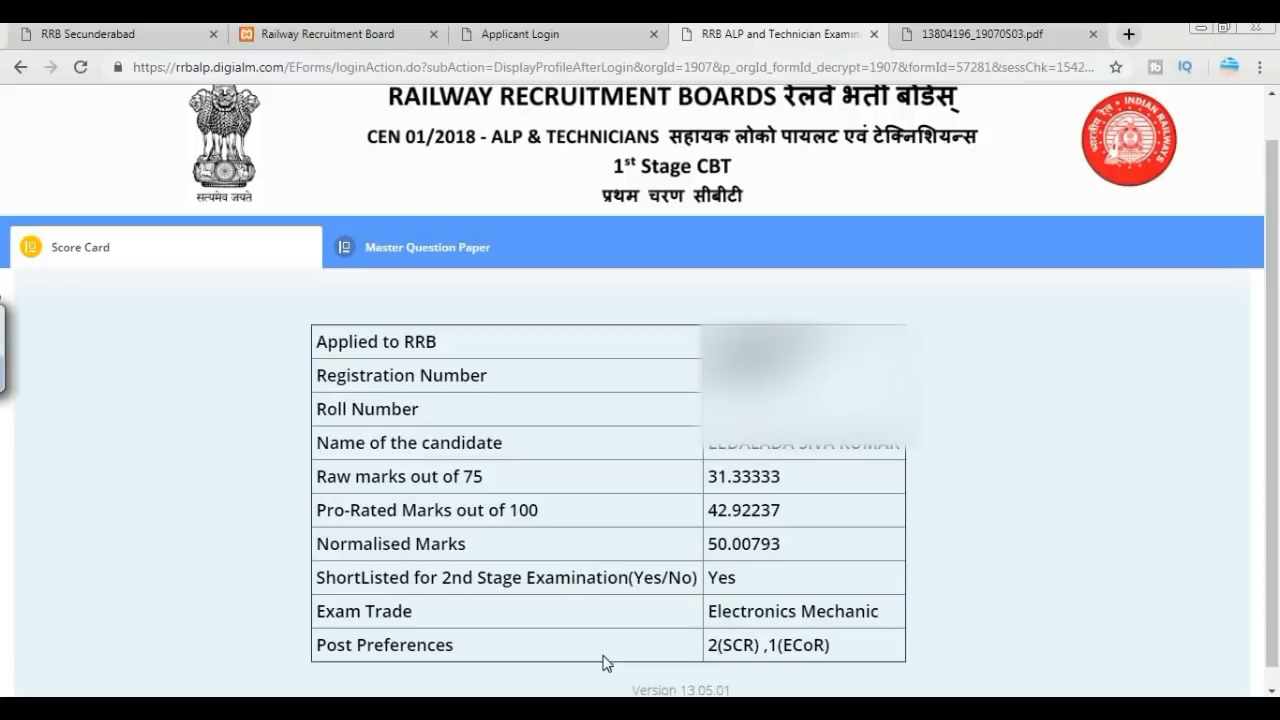 RRB Secunderabad
Railway Recruitment Board
Applicant Login
RRB ALP and Technician Examin
13804196_19070S03.pdf
https://rrbalp.digialm.com/EForms/loginAction.do?subAction=DisplayProfileAfterLogin&orgId=1907&p_orgId_formId_decrypt=1907&formId=57281&sessChk=1542...
IQ
RAILWAY RECRUITMENT BOARDS रेलवे भर्ती बोर्डस्
CEN 01/2018 - ALP & TECHNICIANS सहायक लोको पायलट एवं टेक्निशियन्स
1st Stage CBT
प्रथम चरण सीबीटी
सत्यमेव जयते
INDIAN RAILWAYS
भारतीय रेल
Score Card
Master Question Paper
Applied to RRB
Registration Number
Roll Number
Name of the candidate
Raw marks out of 75 31.33333
Pro-Rated Marks out of 100 42.92237
Normalised Marks 50.00793
ShortListed for 2nd Stage Examination(Yes/No) Yes
Exam Trade Electronics Mechanic
Post Preferences 2(SCR) ,1(ECoR)
Version 13.05.01